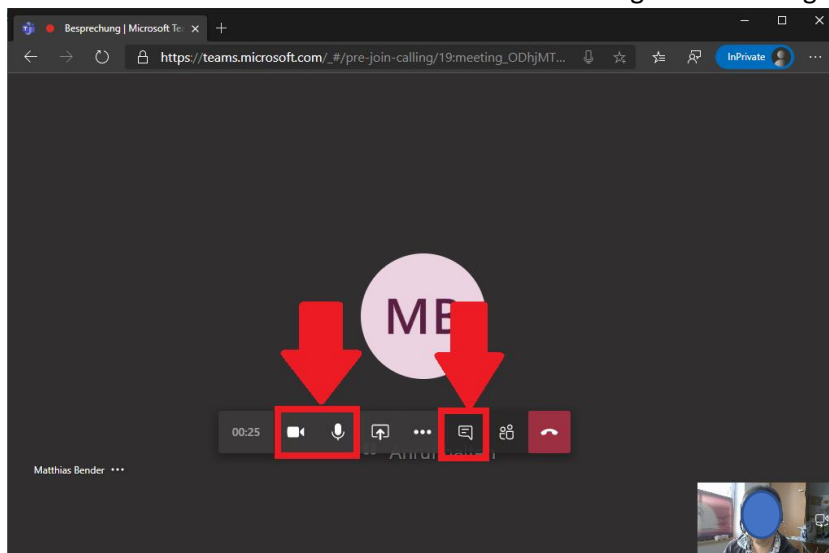 Besprechung | Microsoft Te
https://teams.microsoft.com/_#/pre-join-calling/19:meeting_ODhjMT...
InPrivate
MB
00:25
Matthias Bender